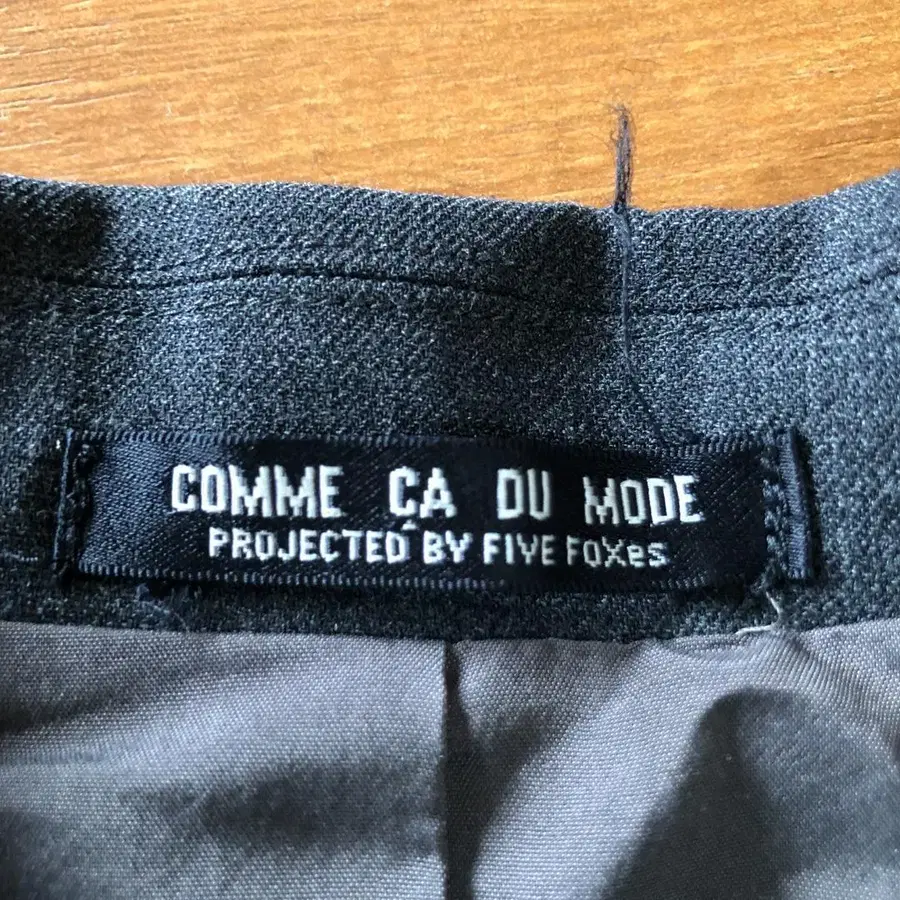 COMME ÇA DU MODE
PROJECTED BY FIVE FOXes